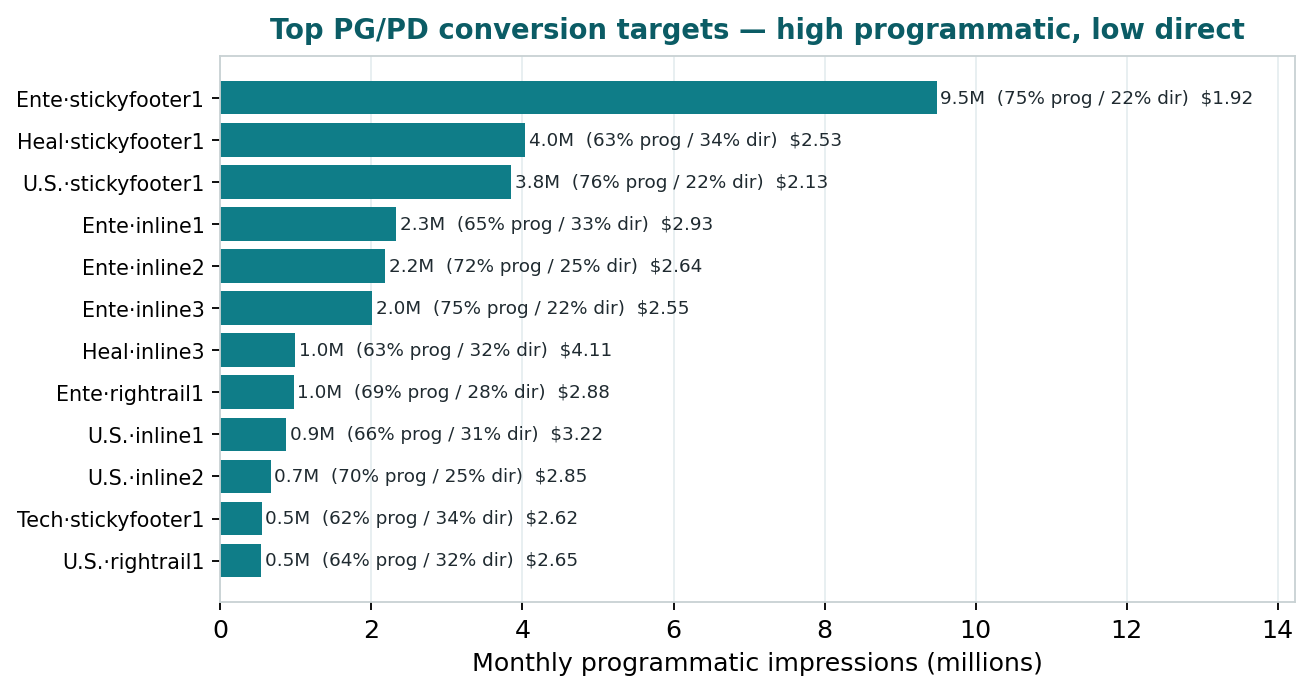 Top PG/PD conversion targets — high programmatic, low direct
Ente·stickyfooter1 9.5M (75% prog / 22% dir) $1.92
Heal·stickyfooter1 4.0M (63% prog / 34% dir) $2.53
U.S.·stickyfooter1 3.8M (76% prog / 22% dir) $2.13
Ente·inline1 2.3M (65% prog / 33% dir) $2.93
Ente·inline2 2.2M (72% prog / 25% dir) $2.64
Ente·inline3 2.0M (75% prog / 22% dir) $2.55
Heal·inline3 1.0M (63% prog / 32% dir) $4.11
Ente·rightrail1 1.0M (69% prog / 28% dir) $2.88
U.S.·inline1 0.9M (66% prog / 31% dir) $3.22
U.S.·inline2 0.7M (70% prog / 25% dir) $2.85
Tech·stickyfooter1 0.5M (62% prog / 34% dir) $2.62
U.S.·rightrail1 0.5M (64% prog / 32% dir) $2.65
0 2 4 6 8 10 12 14
Monthly programmatic impressions (millions)